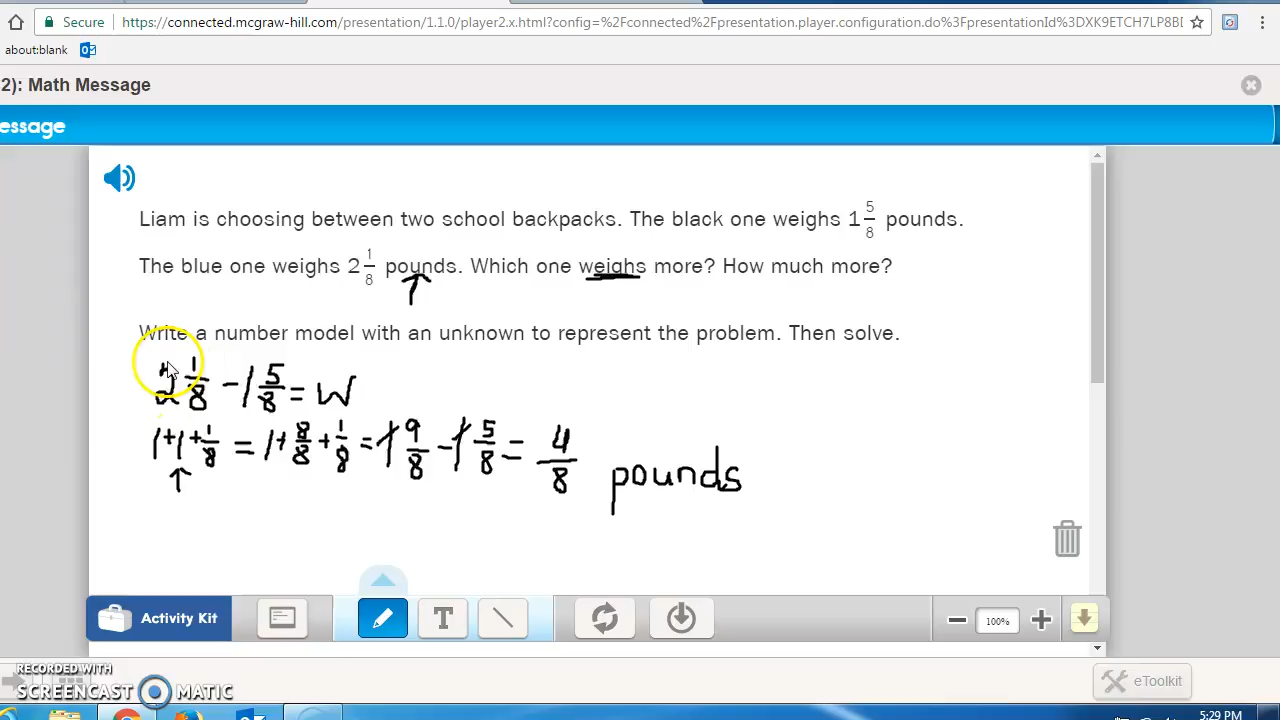 Secure https://connected.mcgraw-hill.com/presentation/1.1.0/player2.x.html?config=%2Fconnected%2Fpresentation.player.configuration.do%3FpresentationId%3DXK9ETCH7LP8BD
about:blank
2): Math Message
essage
Liam is choosing between two school backpacks. The black one weighs 1 5/8 pounds.
The blue one weighs 2 1/8 pounds. Which one weighs more? How much more?
Write a number model with an unknown to represent the problem. Then solve.
2 1/8 - 1 5/8 = W
1+1+1/8 = 1+8/8+1/8 = 1 9/8 - 1 5/8 = 4/8 pounds
Activity Kit T 100%
RECORDED WITH
SCREENCAST MATIC
eToolkit
5:29 PM